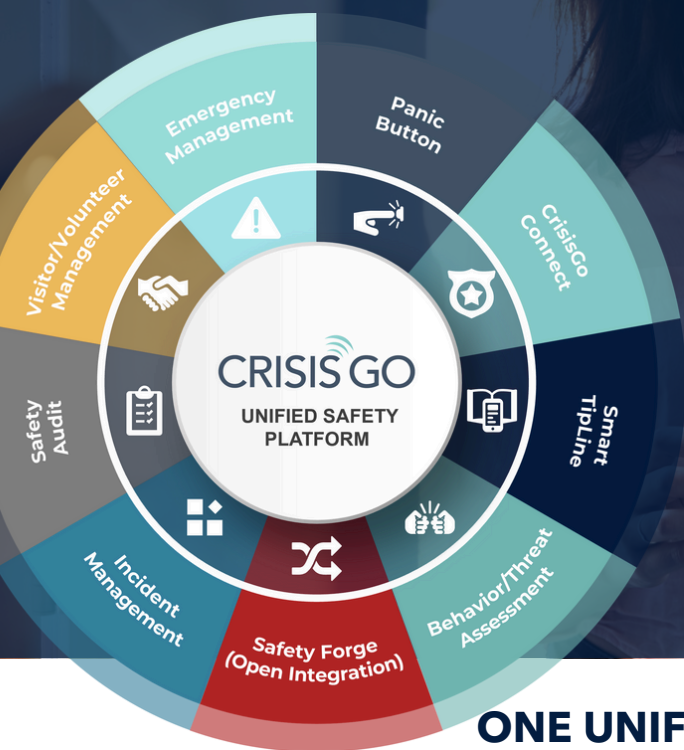 Emergency
Management
Panic
Button
CrisisGo
Connect
Smart
TipLine
Behavior/Threat
Assessment
Safety Forge
(Open Integration)
Incident
Management
Safety
Audit
Visitor/Volunteer
Management
CRISIS GO
UNIFIED SAFETY
PLATFORM
ONE UNIF